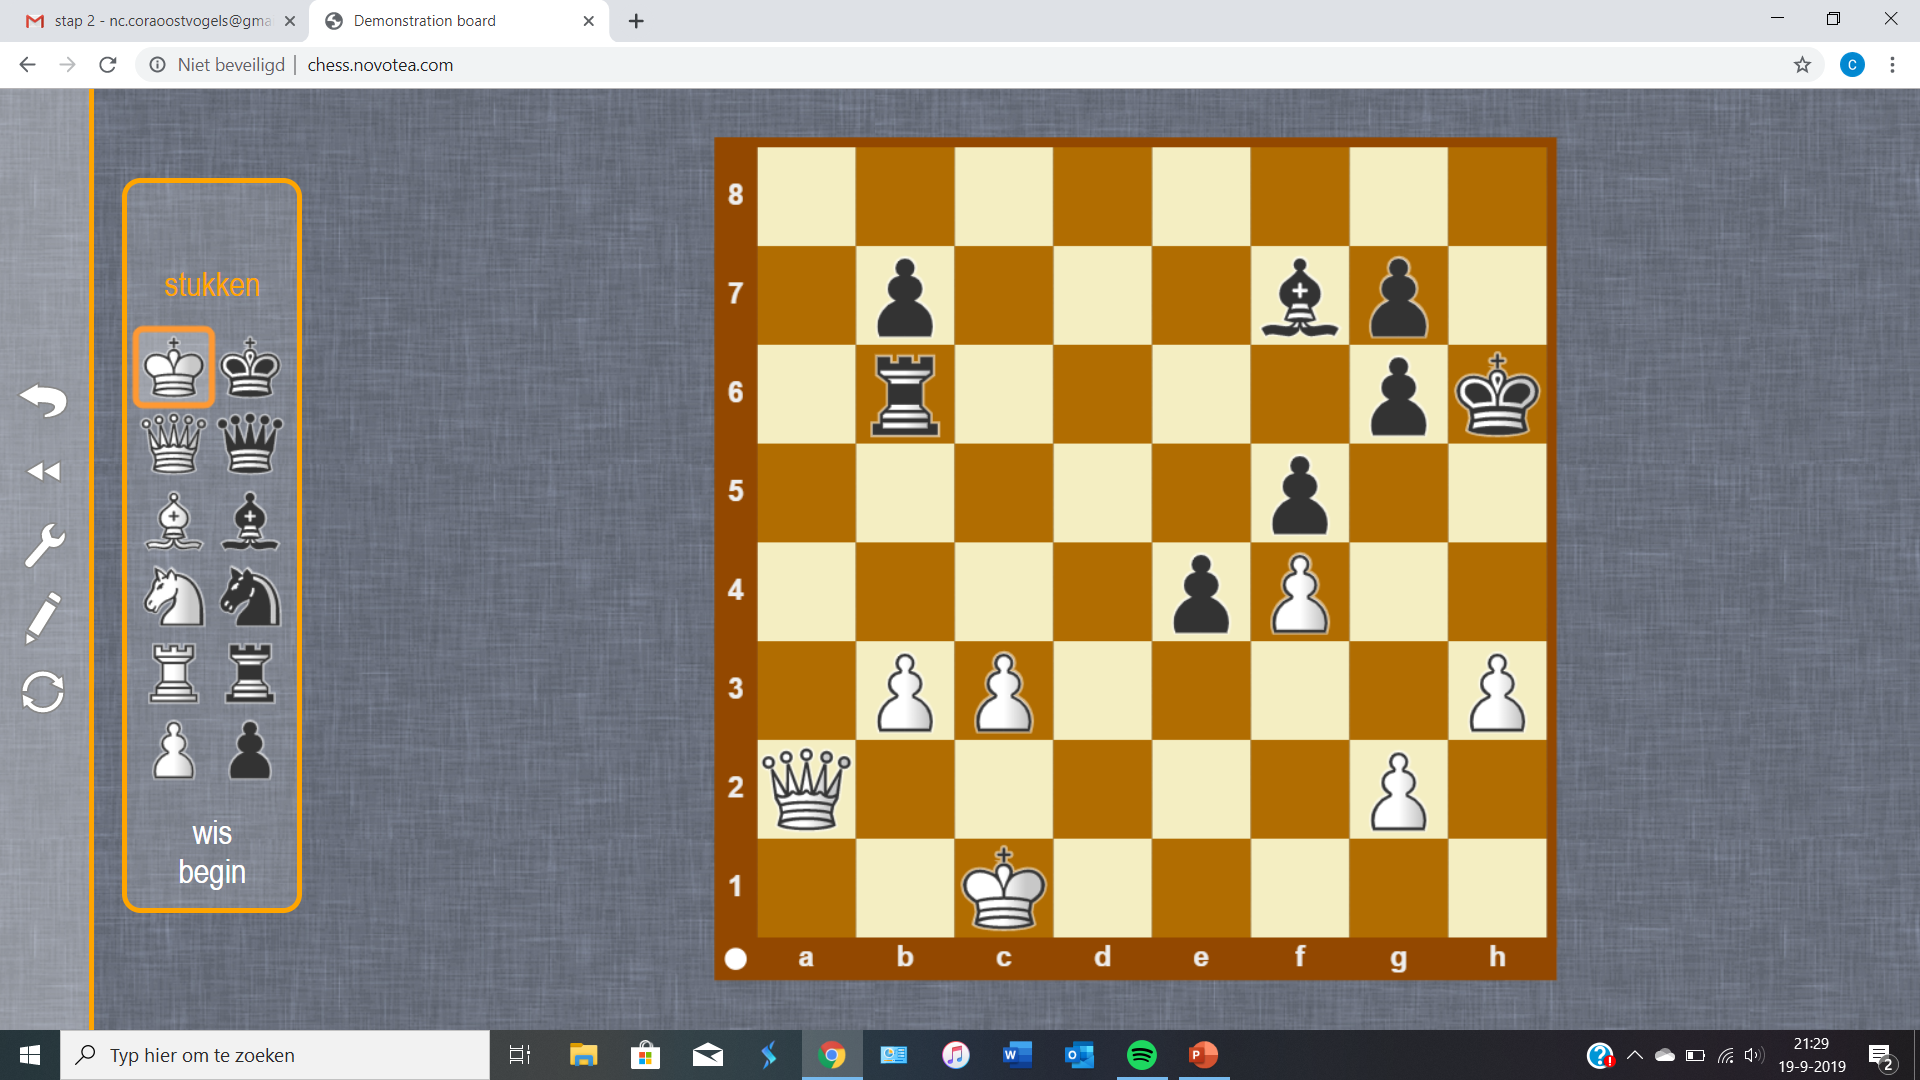 stap 2 - nc.coraoostvogels@gma
Demonstration board
Niet beveiligd | chess.novotea.com
C
stukken
wis
begin
8
7
6
5
4
3
2
1
a b c d e f g h
Typ hier om te zoeken
21:29
19-9-2019
2